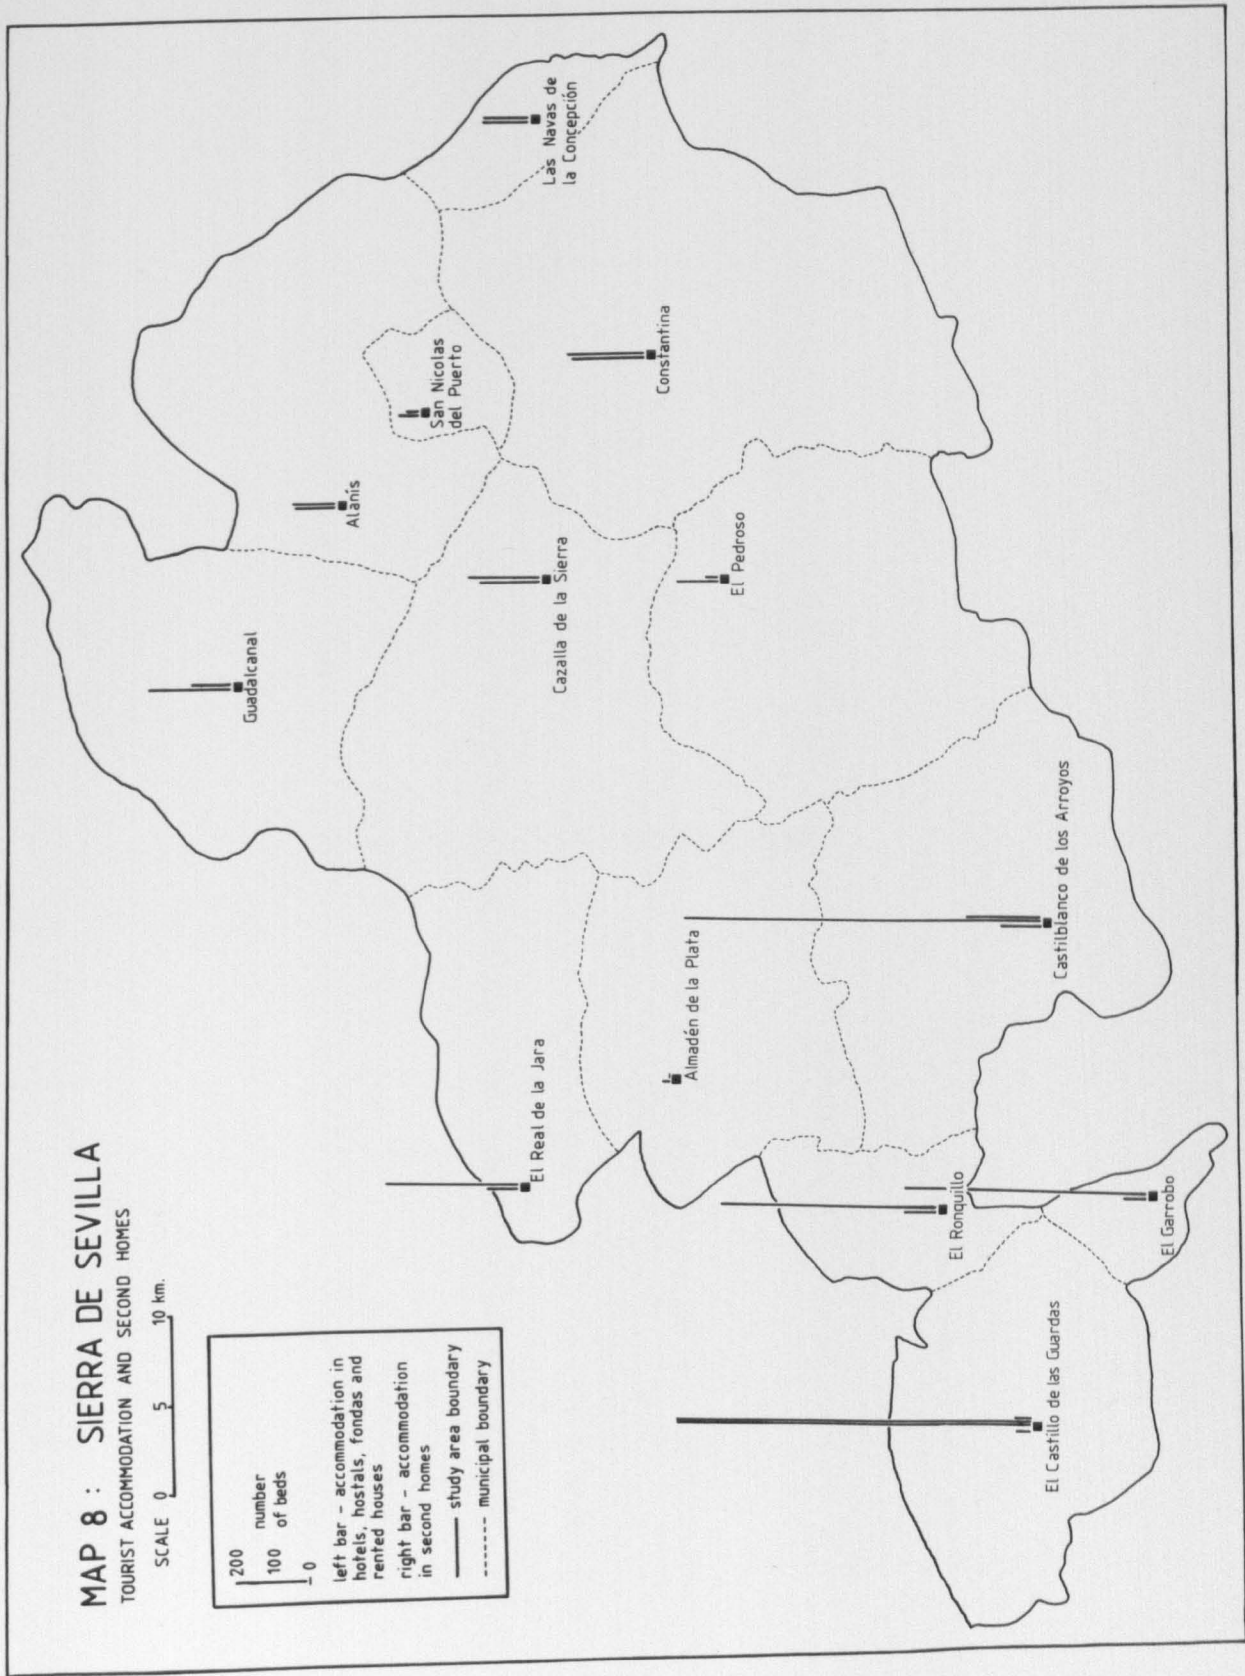 MAP 8 : SIERRA DE SEVILLA
TOURIST ACCOMMODATION AND SECOND HOMES
SCALE 0 5 10 km.
200
100
0
number
of beds
left bar – accommodation in
hotels, hostals, fondas and
rented houses
right bar – accommodation
in second homes
study area boundary
municipal boundary
Guadalcanal
Alanís
San Nicolas
del Puerto
Las Navas de
la Concepción
Constantina
Cazalla de la Sierra
El Pedroso
El Real de la Jara
Almadén de la Plata
Castilblanco de los Arroyos
El Ronquillo
El Garrobo
El Castillo de las Guardas